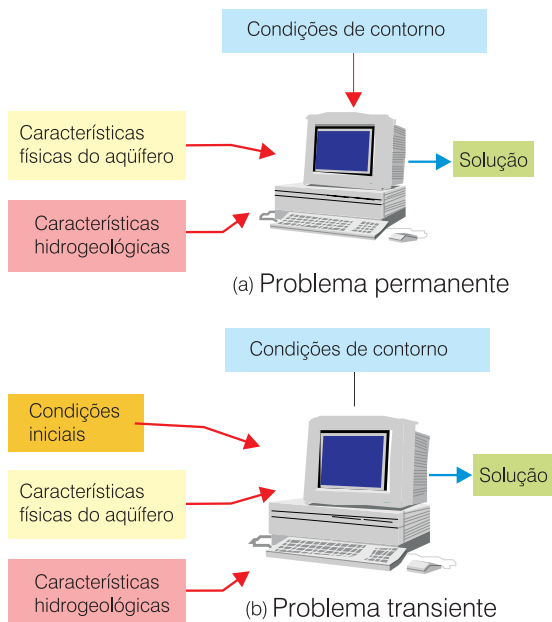 Condições de contorno
Características
físicas do aqüífero
Solução
Características
hidrogeológicas
(a) Problema permanente
Condições de contorno
Condições
iniciais
Características
físicas do aqüífero
Solução
Características
hidrogeológicas
(b) Problema transiente